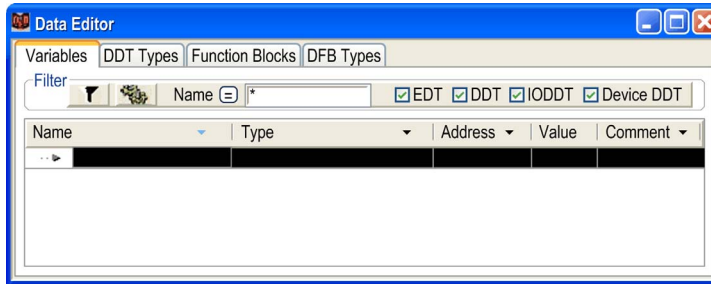 Data Editor
Variables DDT Types Function Blocks DFB Types
Filter
Name = * EDT DDT IODDT Device DDT
Name Type Address Value Comment